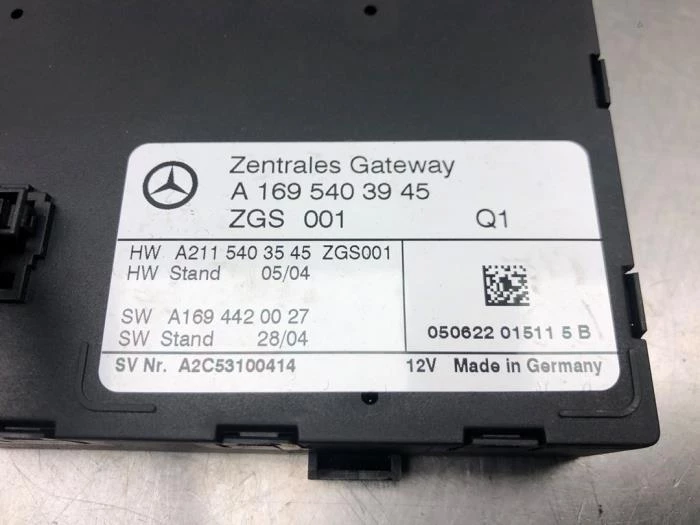 Zentrales Gateway
A 169 540 39 45
ZGS 001 Q1
HW A211 540 35 45 ZGS001
HW Stand 05/04
SW A169 442 00 27
SW Stand 28/04
050622 01511 5 B
SV Nr. A2C53100414 12V Made in Germany